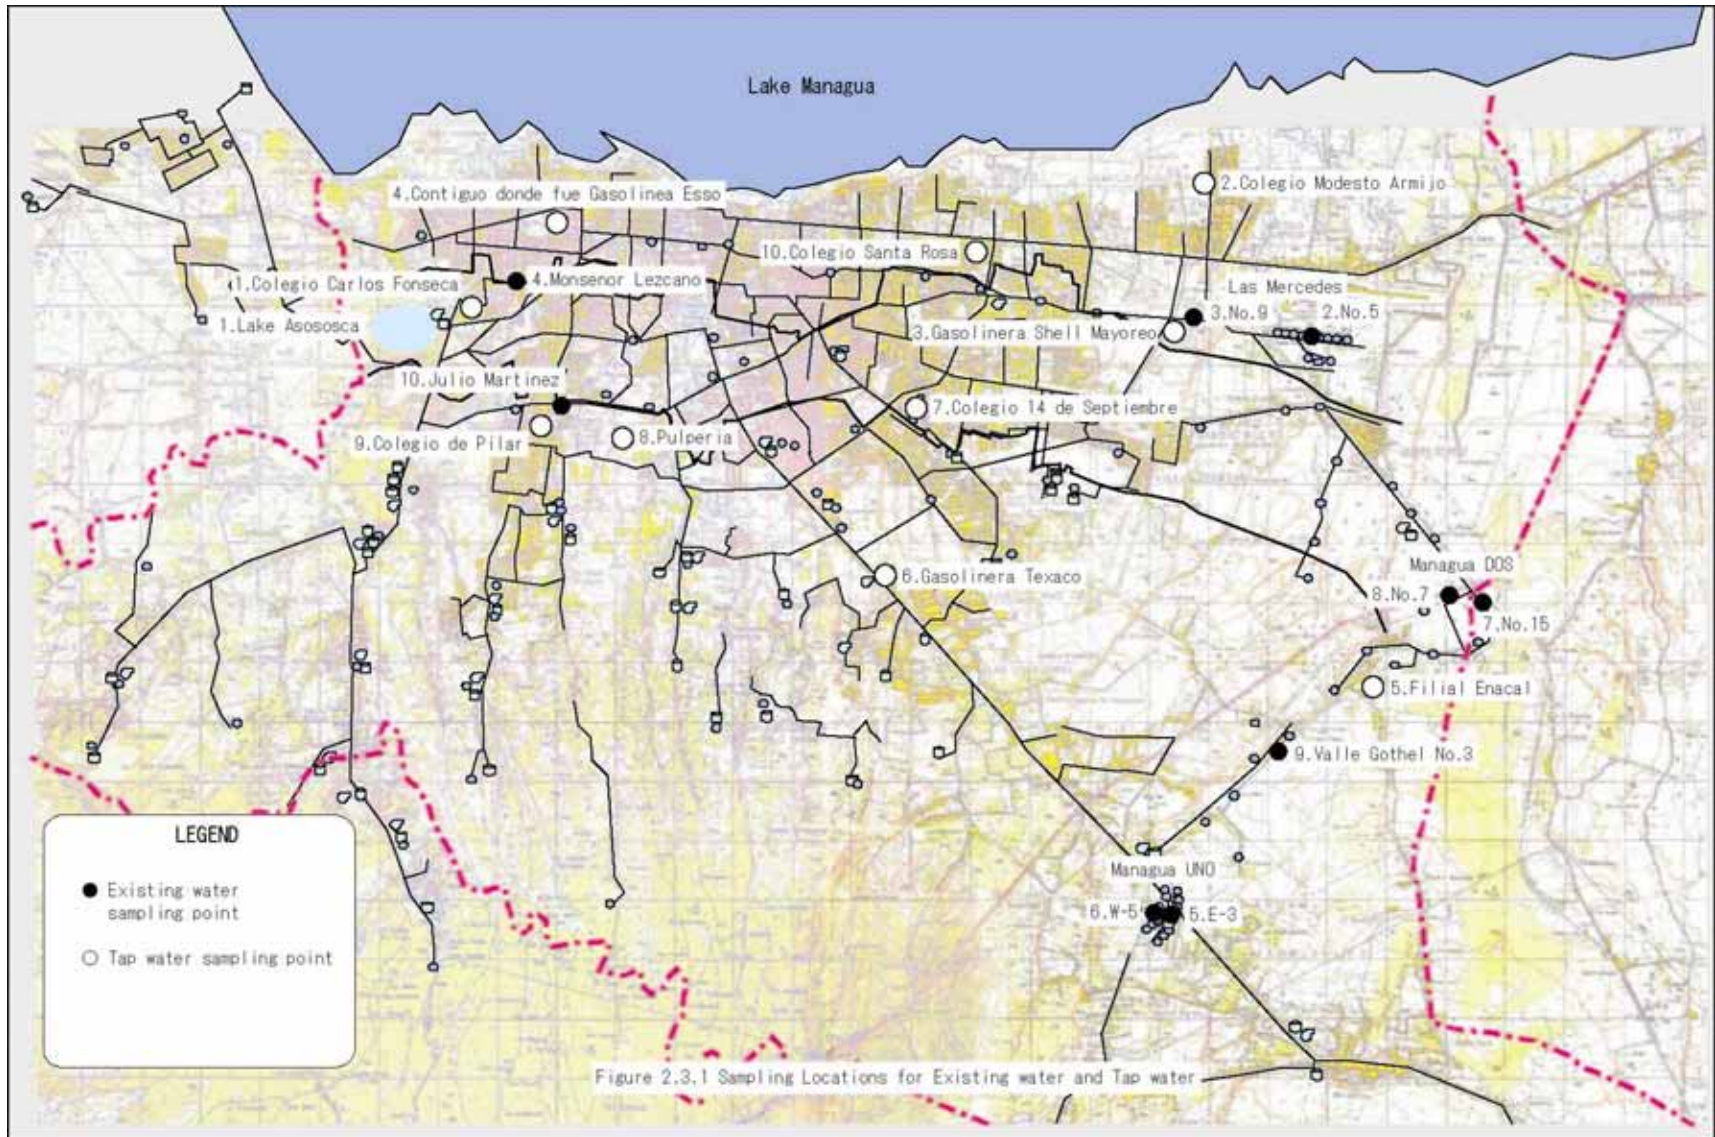 Lake Managua
4.Contiguo donde fue Gasolinea Esso
2.Colegio Modesto Armijo
10.Colegio Santa Rosa
1.Colegio Carlos Fonseca
4.Monsenor Lezcano
Las Mercedes
3.No.9
2.No.5
1.Lake Asososca
3.Gasolinera Shell Mayoreo
10.Julio Martinez
7.Colegio 14 de Septiembre
9.Colegio de Pilar
8.Pulperia
Managua DOS
6.Gasolinera Texaco
8.No.7
7.No.15
5.Filial Enacal
9.Valle Gothel No.3
LEGEND
Existing water
sampling point
Tap water sampling point
Managua UNO
6.W-5
5.E-3
Figure 2.3.1 Sampling Locations for Existing water and Tap water